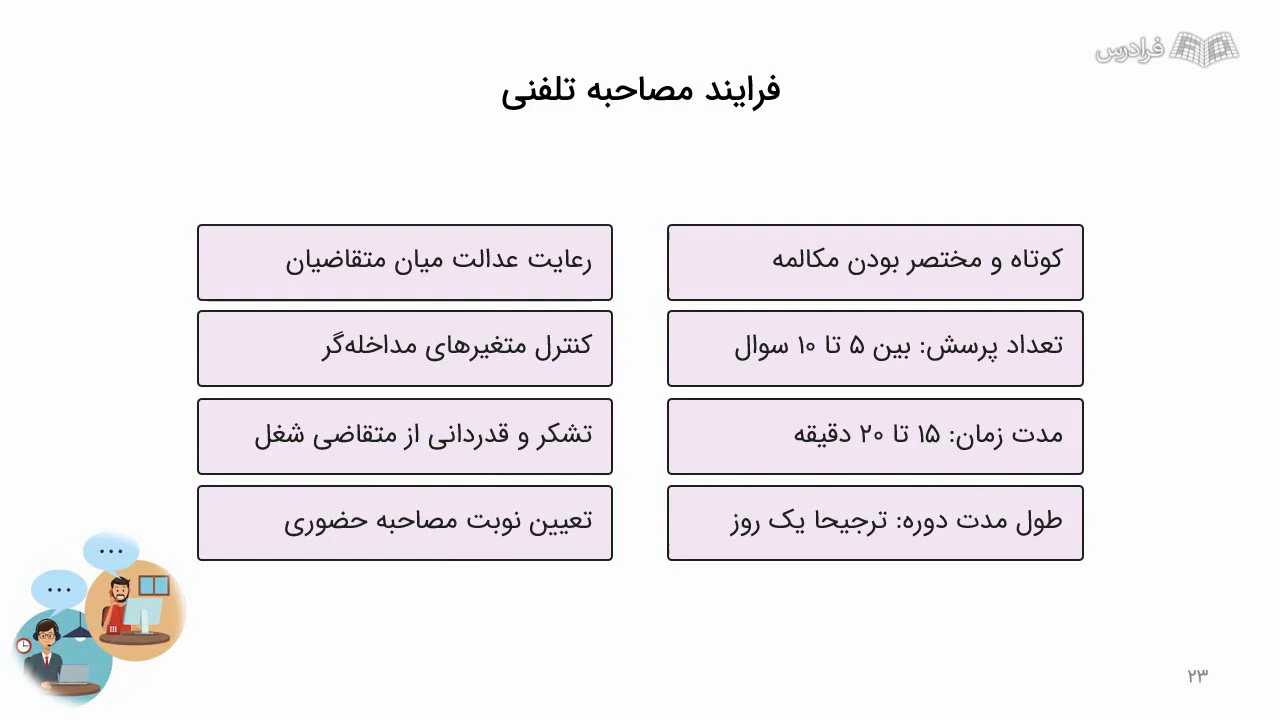 فرادرس
فرایند مصاحبه تلفنی
کوتاه و مختصر بودن مکالمه
تعداد پرسش: بین ۵ تا ۱۰ سوال
مدت زمان: ۱۵ تا ۲۰ دقیقه
طول مدت دوره: ترجیحا یک روز
رعایت عدالت میان متقاضیان
کنترل متغیرهای مداخله‌گر
تشکر و قدردانی از متقاضی شغل
تعیین نوبت مصاحبه حضوری
۲۳